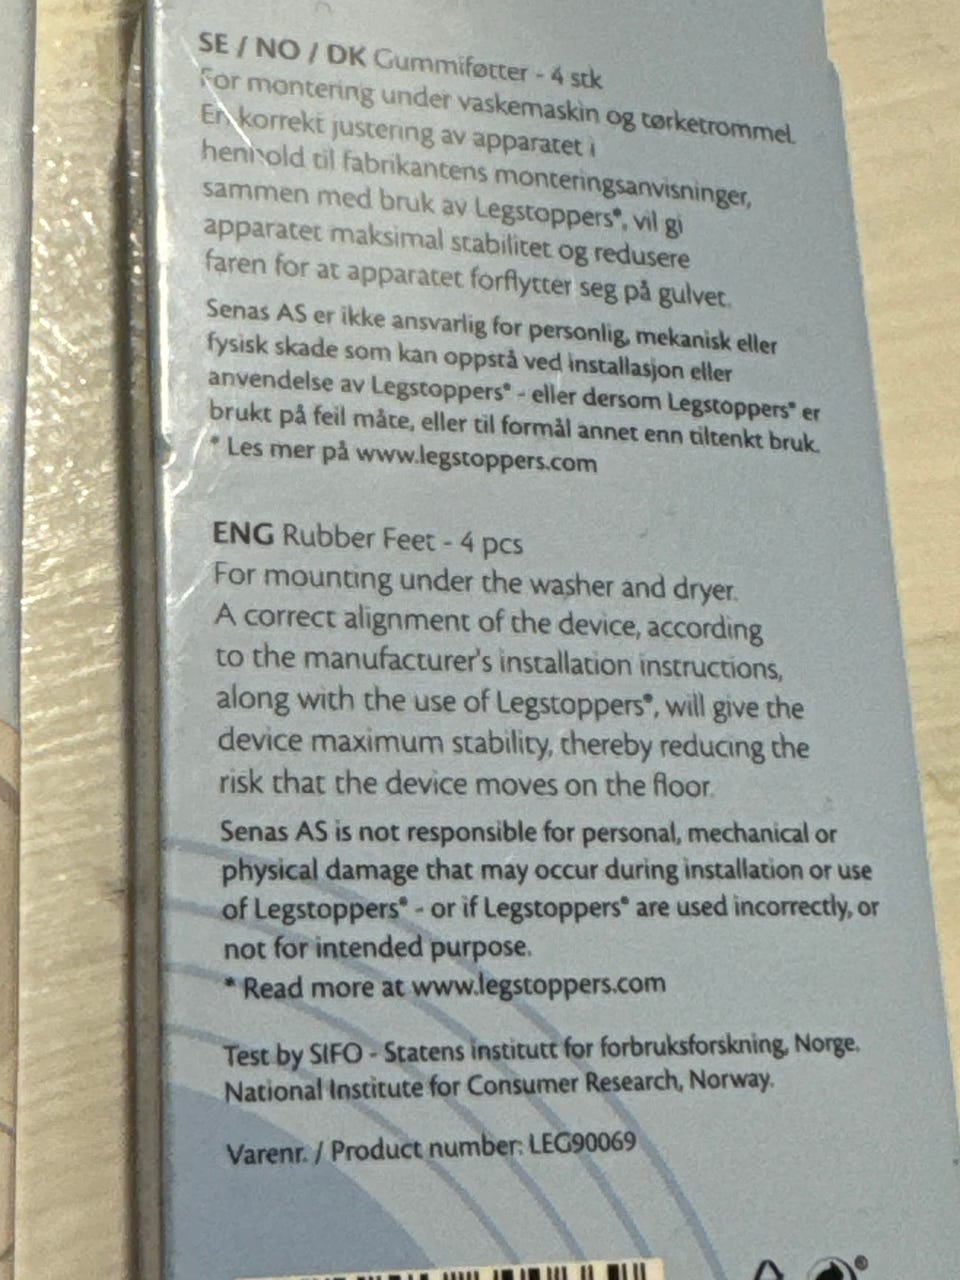 SE / NO / DK Gummiføtter - 4 stk
For montering under vaskemaskin og tørketrommel.
En korrekt justering av apparatet i
henhold til fabrikantens monteringsanvisninger,
sammen med bruk av Legstoppers®, vil gi
apparatet maksimal stabilitet og redusere
faren for at apparatet forflytter seg på gulvet.
Senas AS er ikke ansvarlig for personlig, mekanisk eller
fysisk skade som kan oppstå ved installasjon eller
anvendelse av Legstoppers® - eller dersom Legstoppers® er
brukt på feil måte, eller til formål annet enn tiltenkt bruk.
* Les mer på www.legstoppers.com
ENG Rubber Feet - 4 pcs
For mounting under the washer and dryer.
A correct alignment of the device, according
to the manufacturer's installation instructions,
along with the use of Legstoppers®, will give the
device maximum stability, thereby reducing the
risk that the device moves on the floor.
Senas AS is not responsible for personal, mechanical or
physical damage that may occur during installation or use
of Legstoppers® - or if Legstoppers® are used incorrectly, or
not for intended purpose.
* Read more at www.legstoppers.com
Test by SIFO - Statens institutt for forbruksforskning, Norge.
National Institute for Consumer Research, Norway.
Varenr. / Product number: LEG90069